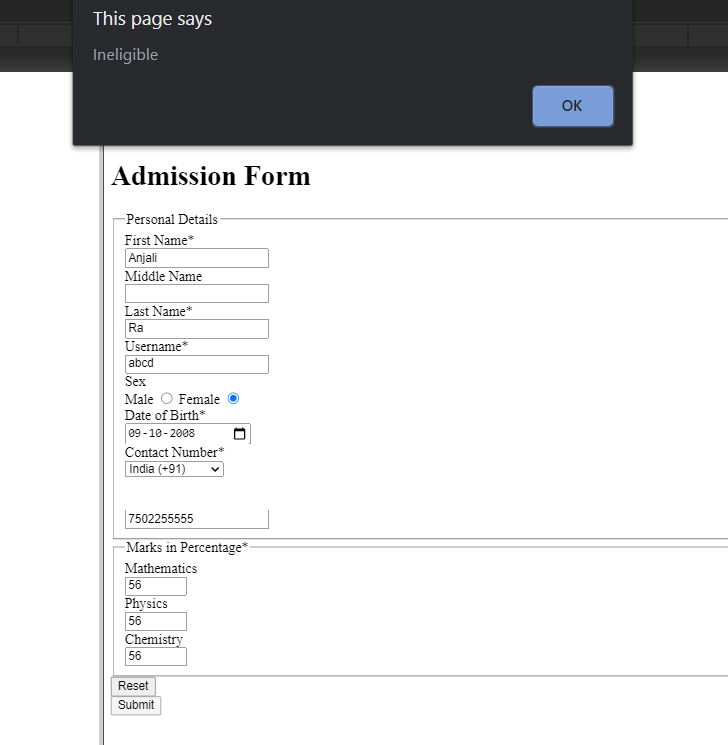 This page says
Ineligible
OK
Admission Form
Personal Details
First Name*
Anjali
Middle Name
Last Name*
Ra
Username*
abcd
Sex
Male Female
Date of Birth*
09-10-2008
Contact Number*
India (+91)
7502255555
Marks in Percentage*
Mathematics
56
Physics
56
Chemistry
56
Reset
Submit